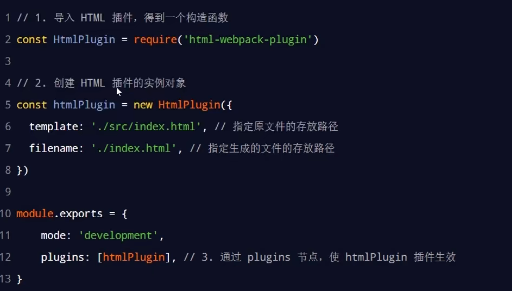 1 // 1. 导入 HTML 插件，得到一个构造函数
2 const HtmlPlugin = require('html-webpack-plugin')
3
4 // 2. 创建 HTML 插件的实例对象
5 const htmlPlugin = new HtmlPlugin({
6   template: './src/index.html', // 指定原文件的存放路径
7   filename: './index.html', // 指定生成的文件的存放路径
8 })
9
10 module.exports = {
11     mode: 'development',
12     plugins: [htmlPlugin], // 3. 通过 plugins 节点，使 htmlPlugin 插件生效
13 }